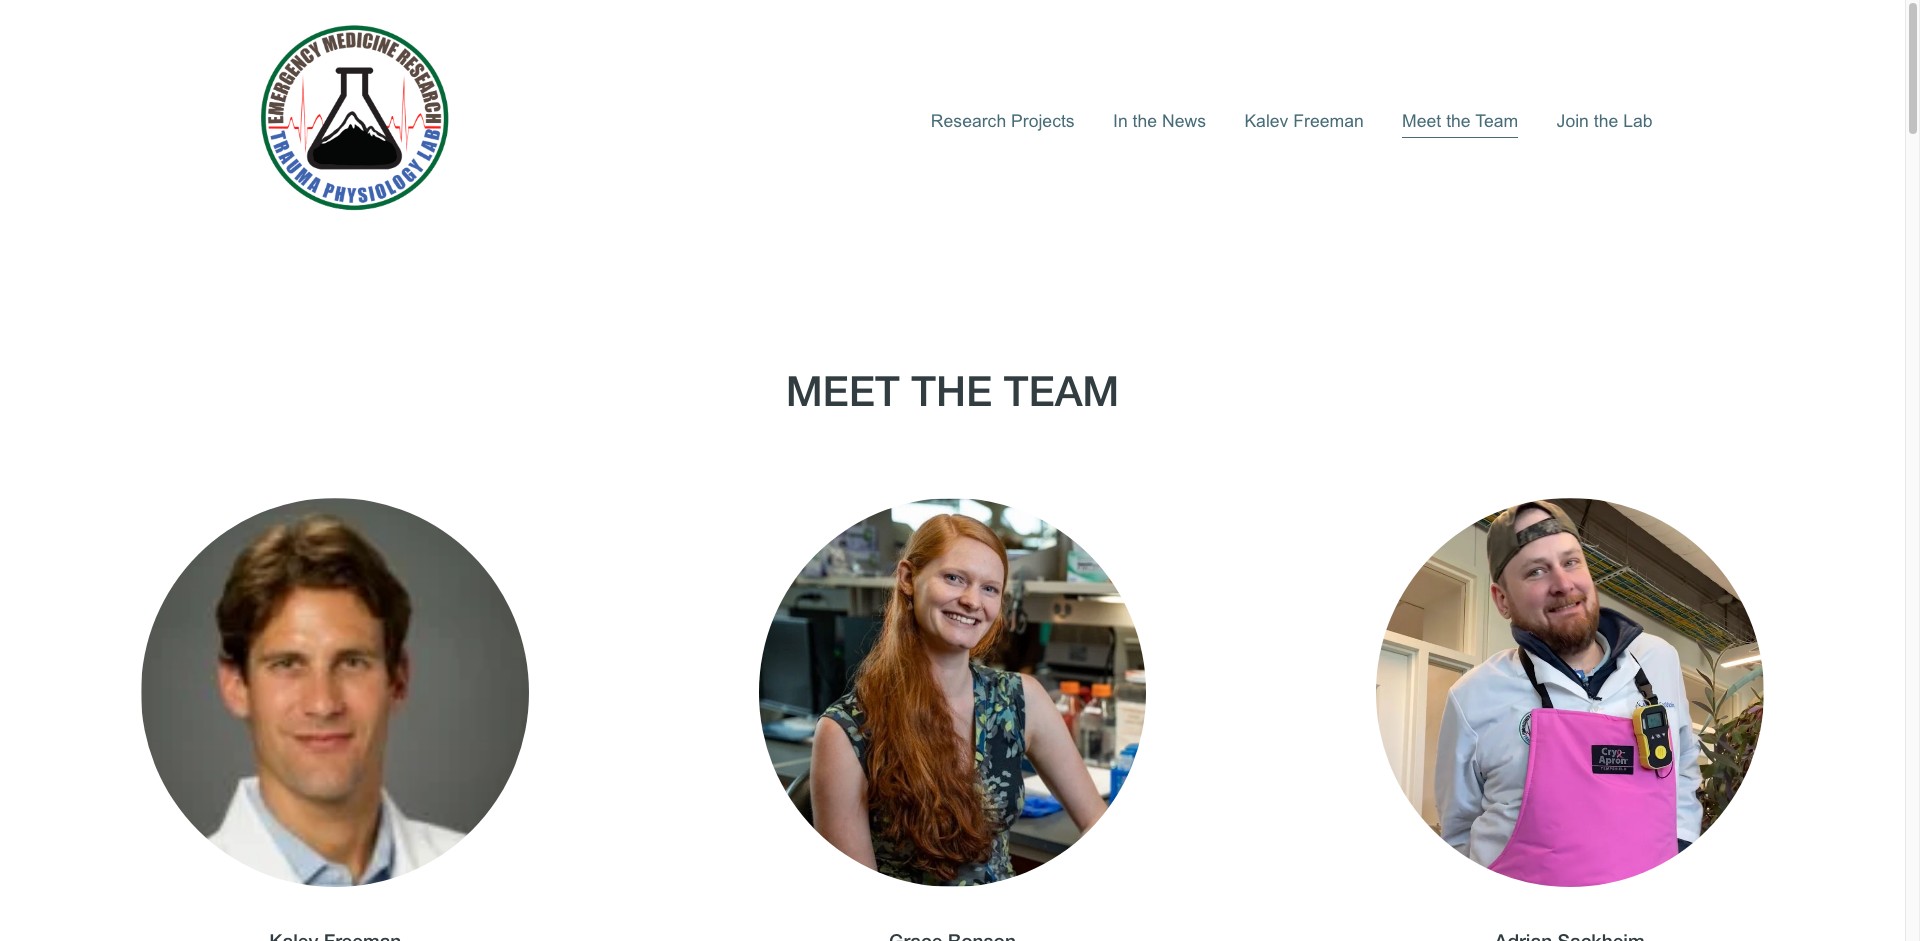 EMERGENCY MEDICINE RESEARCH
TRAUMA PHYSIOLOGY LAB
Research Projects
In the News
Kalev Freeman
Meet the Team
Join the Lab
MEET THE TEAM
Cryo-
Apron
Kalev Freeman
Grace Bonson
Adrian Sackheim